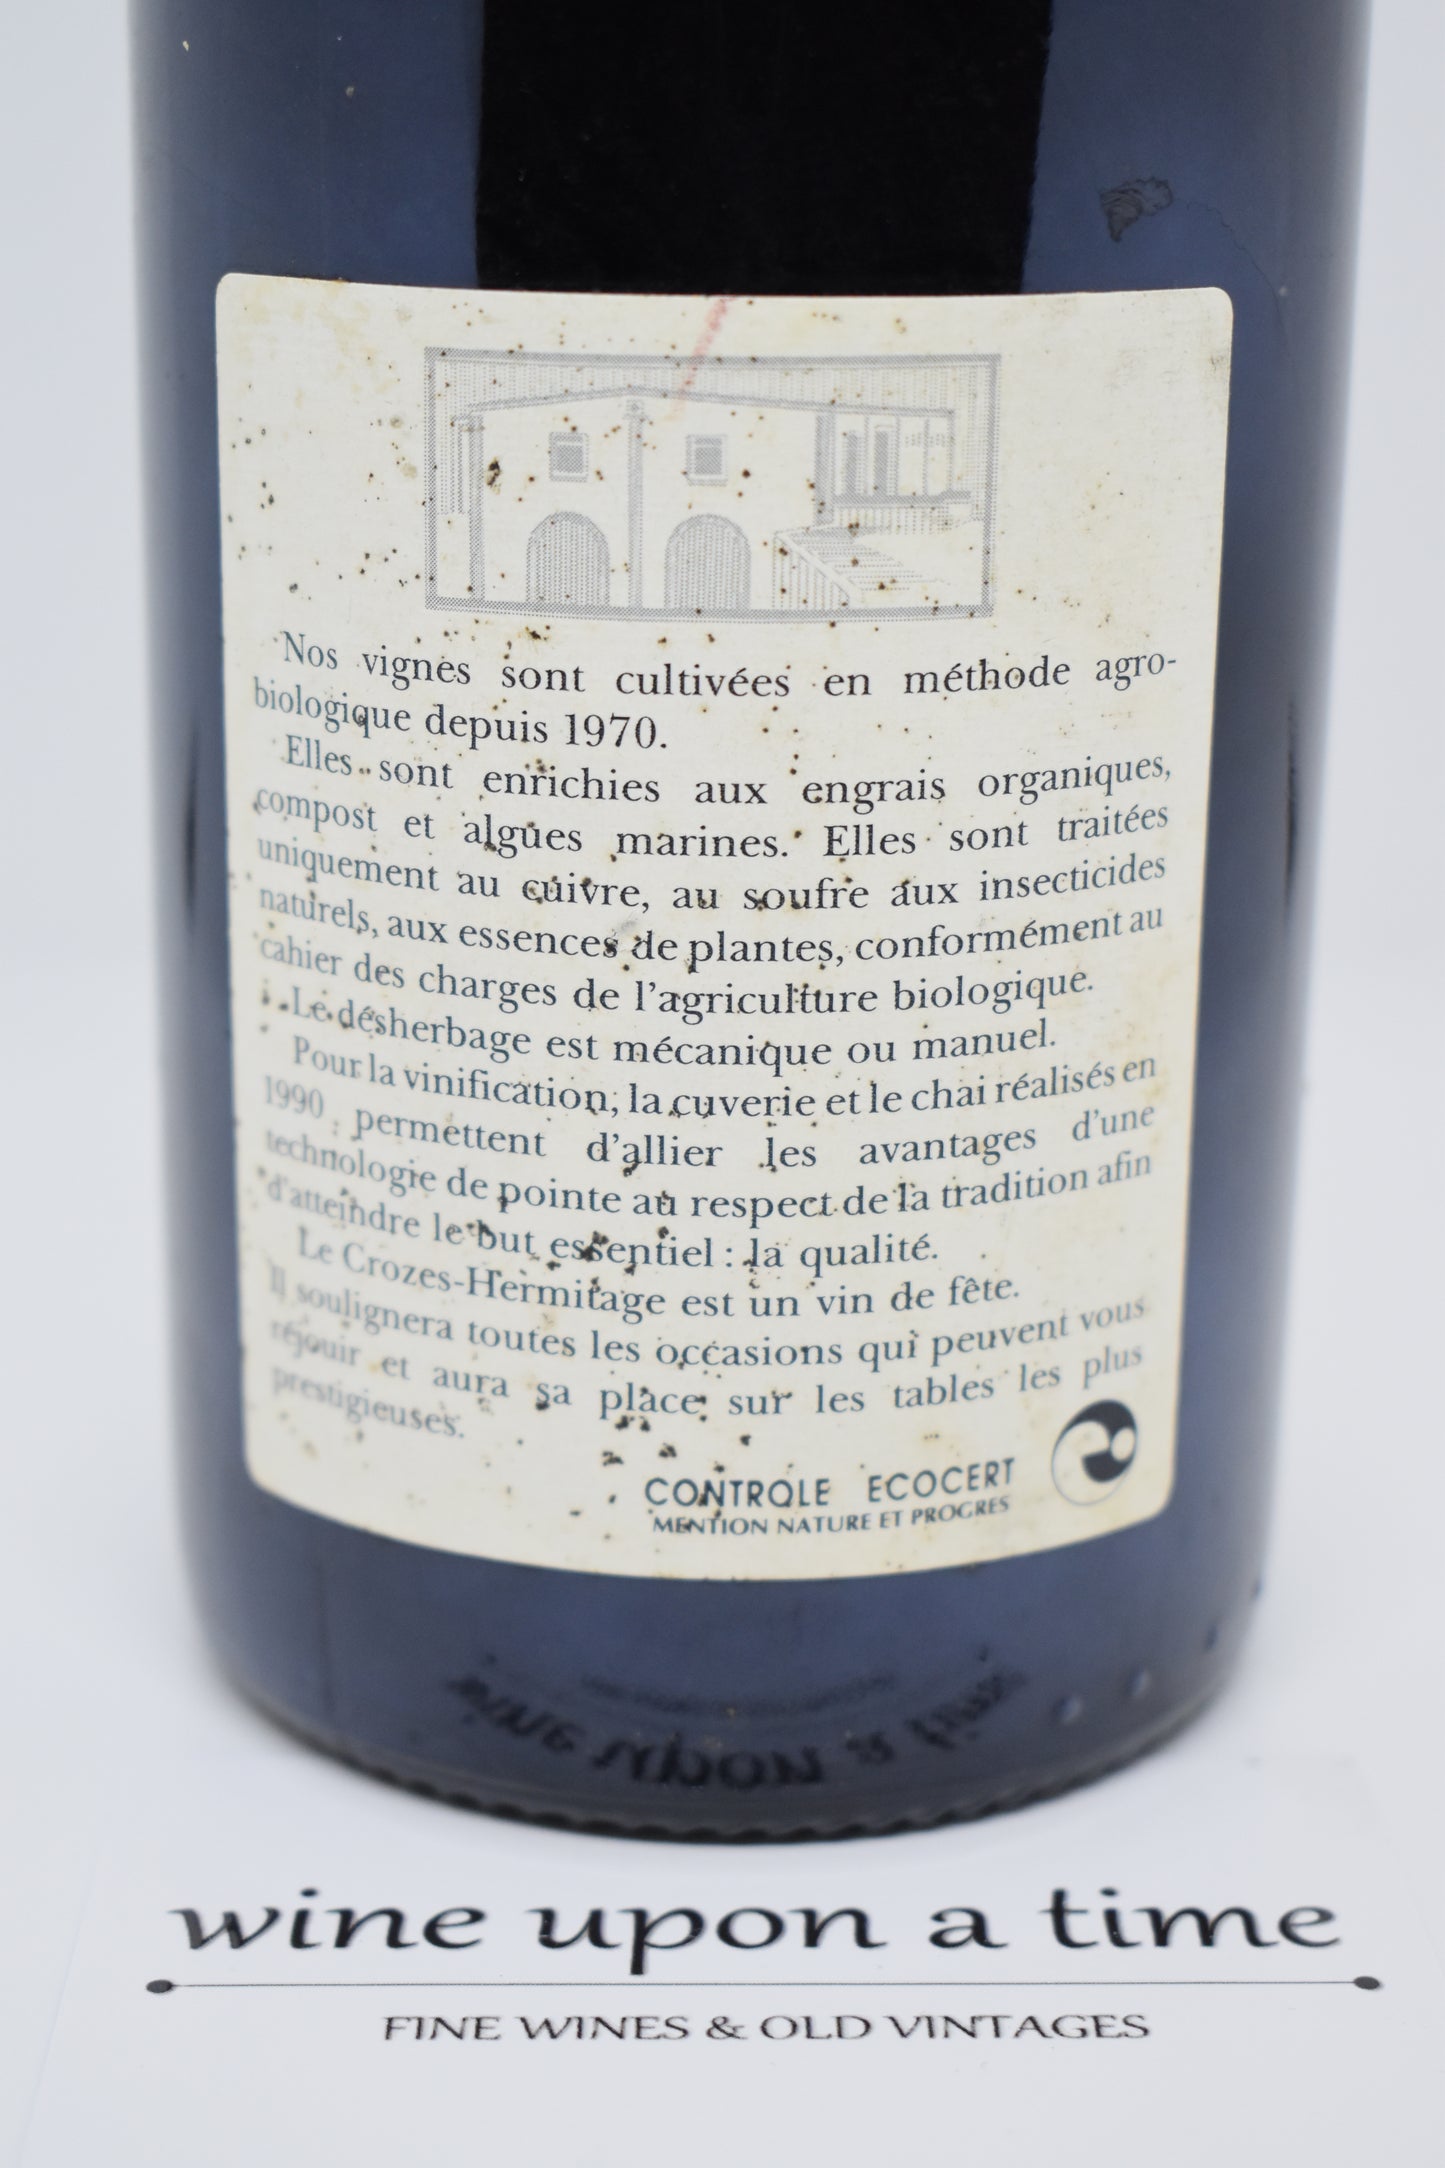 Nos vignes sont cultivées en méthode agro-
biologique depuis 1970.
Elles sont enrichies aux engrais organiques,
compost et algues marines. Elles sont traitées
uniquement au cuivre, au soufre aux insecticides
naturels, aux essences de plantes, conformément au
cahier des charges de l'agriculture biologique.
Le désherbage est mécanique ou manuel.
Pour la vinification, la cuverie et le chai réalisés en
1990, permettent d'allier les avantages d'une
technologie de pointe au respect de la tradition afin
d'atteindre le but essentiel : la qualité.
Le Crozes-Hermitage est un vin de fête.
Il soulignera toutes les occasions qui peuvent vous
réjouir et aura sa place sur les tables les plus
prestigieuses.
CONTROLE ECOCERT
MENTION NATURE ET PROGRES
wine upon a time
FINE WINES & OLD VINTAGES